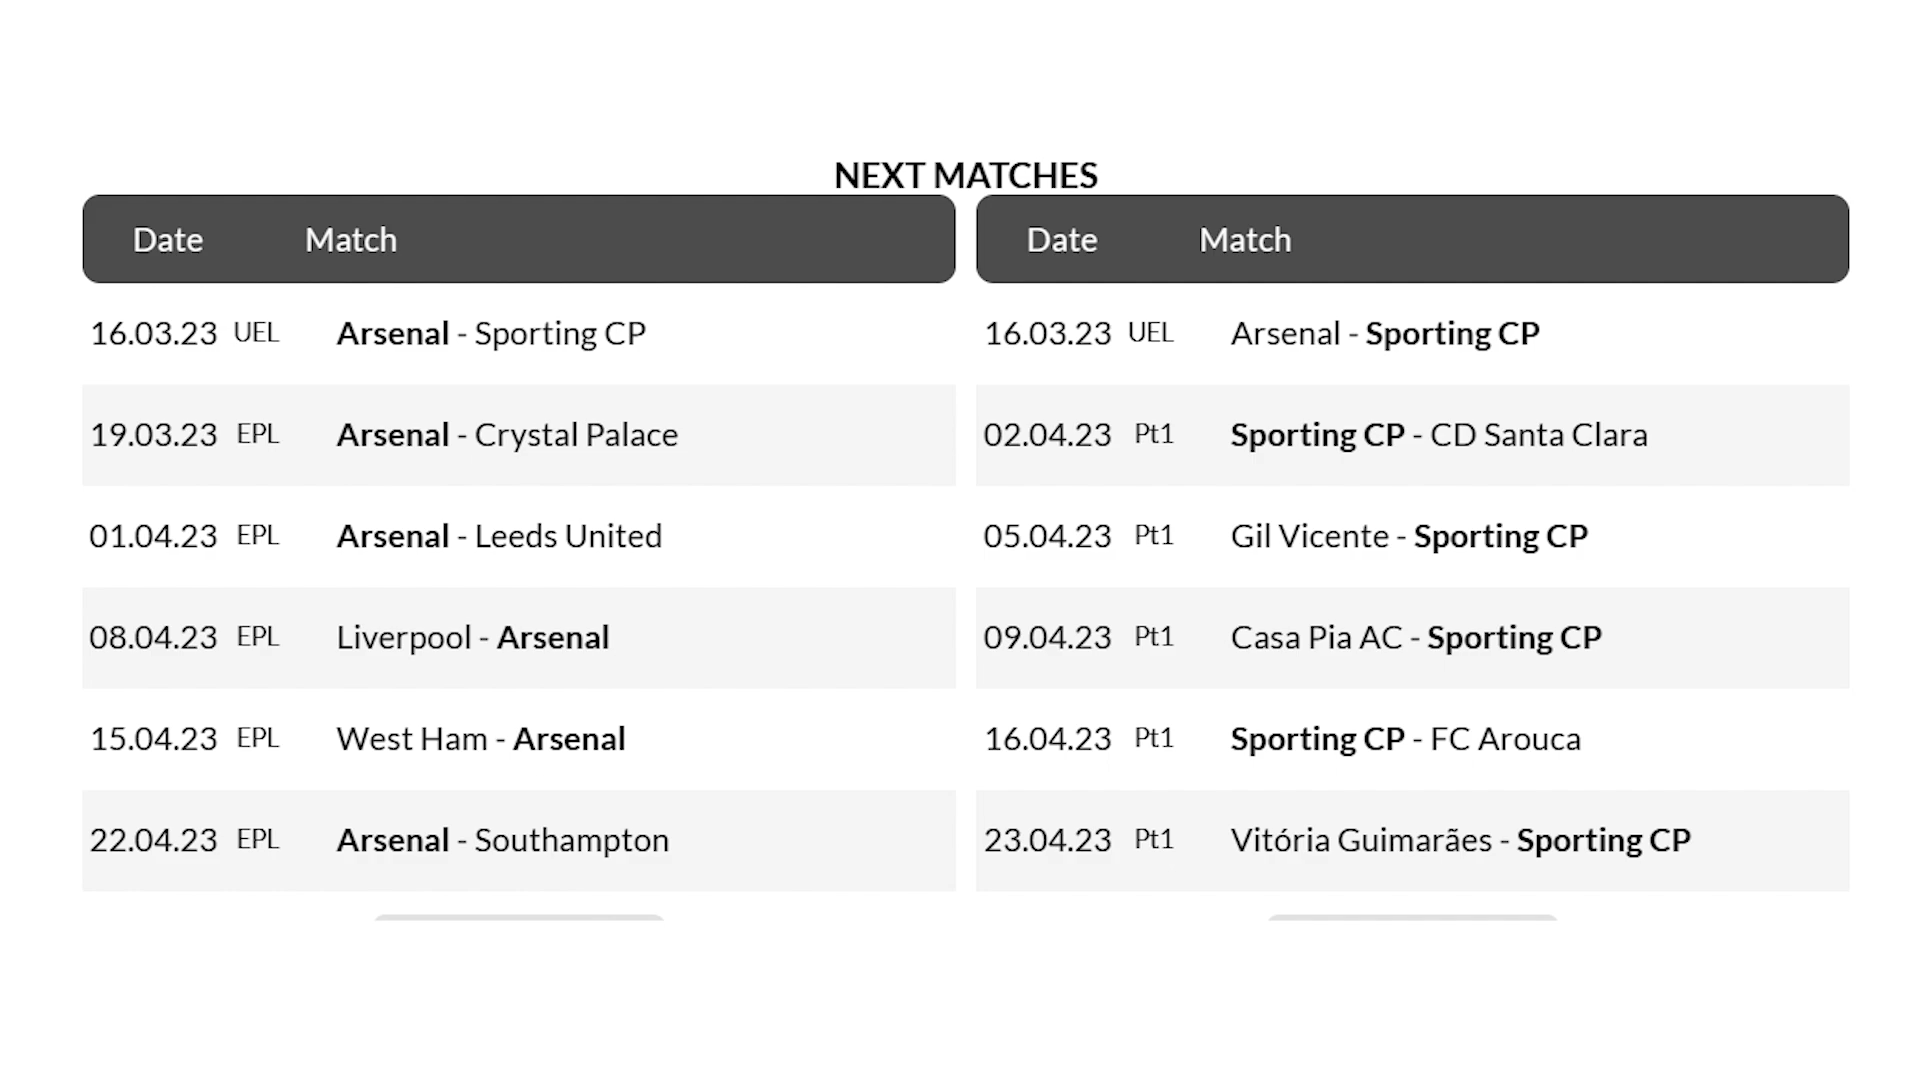 NEXT MATCHES
Date Match
16.03.23 UEL Arsenal - Sporting CP
19.03.23 EPL Arsenal - Crystal Palace
01.04.23 EPL Arsenal - Leeds United
08.04.23 EPL Liverpool - Arsenal
15.04.23 EPL West Ham - Arsenal
22.04.23 EPL Arsenal - Southampton
Date Match
16.03.23 UEL Arsenal - Sporting CP
02.04.23 Pt1 Sporting CP - CD Santa Clara
05.04.23 Pt1 Gil Vicente - Sporting CP
09.04.23 Pt1 Casa Pia AC - Sporting CP
16.04.23 Pt1 Sporting CP - FC Arouca
23.04.23 Pt1 Vitória Guimarães - Sporting CP